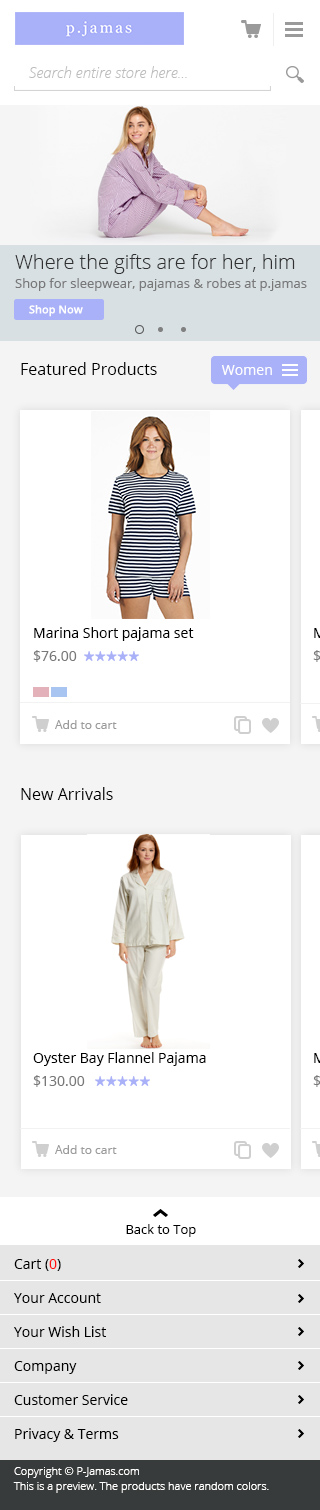 p.jamas
Search entire store here...
Where the gifts are for her, him
Shop for sleepwear, pajamas & robes at p.jamas
Shop Now
Featured Products
Women
Marina Short pajama set
$76.00
Add to cart
New Arrivals
Oyster Bay Flannel Pajama
$130.00
Add to cart
Back to Top
Cart (0)
Your Account
Your Wish List
Company
Customer Service
Privacy & Terms
Copyright © P-Jamas.com
This is a preview. The products have random colors.